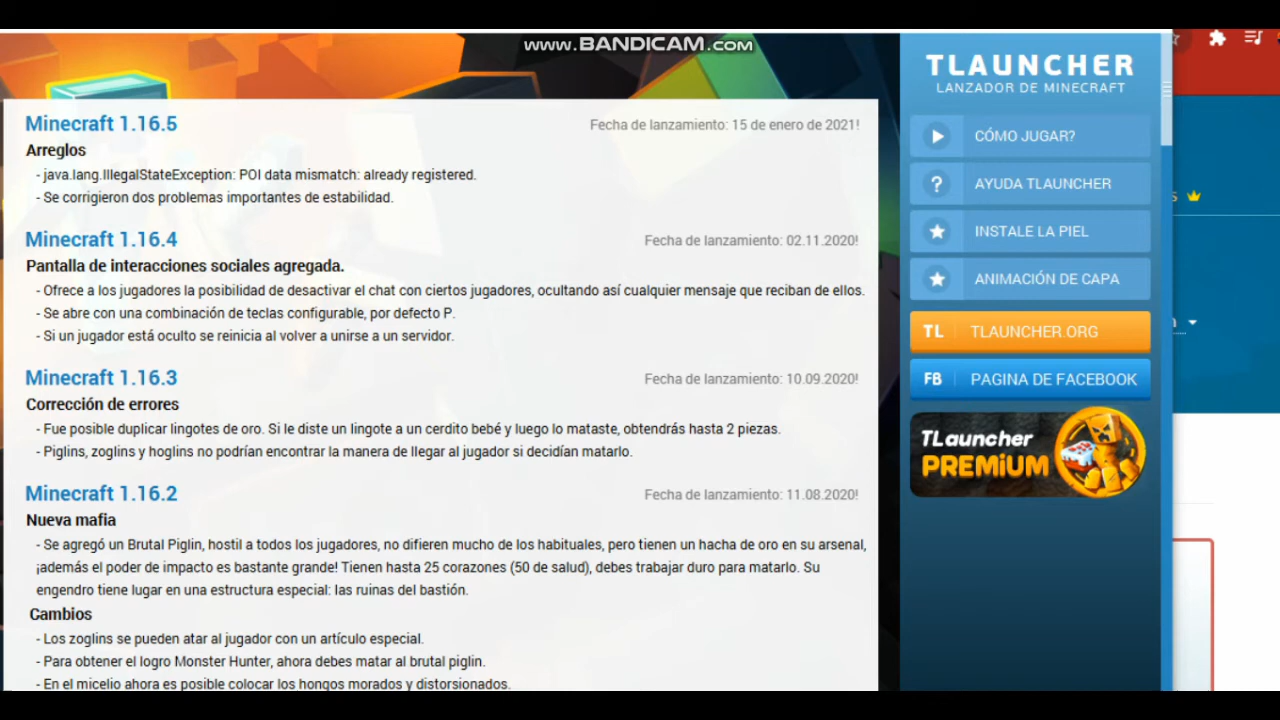 www.BANDICAM.com
Minecraft 1.16.5
Fecha de lanzamiento: 15 de enero de 2021!
Arreglos
- java.lang.IllegalStateException: POI data mismatch: already registered.
- Se corrigieron dos problemas importantes de estabilidad.
Minecraft 1.16.4
Fecha de lanzamiento: 02.11.2020!
Pantalla de interacciones sociales agregada.
- Ofrece a los jugadores la posibilidad de desactivar el chat con ciertos jugadores, ocultando así cualquier mensaje que reciban de ellos.
- Se abre con una combinación de teclas configurable, por defecto P.
- Si un jugador está oculto se reinicia al volver a unirse a un servidor.
Minecraft 1.16.3
Fecha de lanzamiento: 10.09.2020!
Corrección de errores
- Fue posible duplicar lingotes de oro. Si le diste un lingote a un cerdito bebé y luego lo mataste, obtendrás hasta 2 piezas.
- Piglins, zoglins y hoglins no podrían encontrar la manera de llegar al jugador si decidían matarlo.
Minecraft 1.16.2
Fecha de lanzamiento: 11.08.2020!
Nueva mafia
- Se agregó un Brutal Piglin, hostil a todos los jugadores, no difieren mucho de los habituales, pero tienen un hacha de oro en su arsenal,
¡además el poder de impacto es bastante grande! Tienen hasta 25 corazones (50 de salud), debes trabajar duro para matarlo. Su
engendro tiene lugar en una estructura especial: las ruinas del bastión.
Cambios
- Los zoglins se pueden atar al jugador con un artículo especial.
- Para obtener el logro Monster Hunter, ahora debes matar al brutal piglin.
- En el micelio ahora es posible colocar los hongos morados y distorsionados.
TLAUNCHER
LANZADOR DE MINECRAFT
CÓMO JUGAR?
? AYUDA TLAUNCHER
INSTALE LA PIEL
ANIMACIÓN DE CAPA
TL TLAUNCHER.ORG
FB PAGINA DE FACEBOOK
TLauncher
PREMiUM